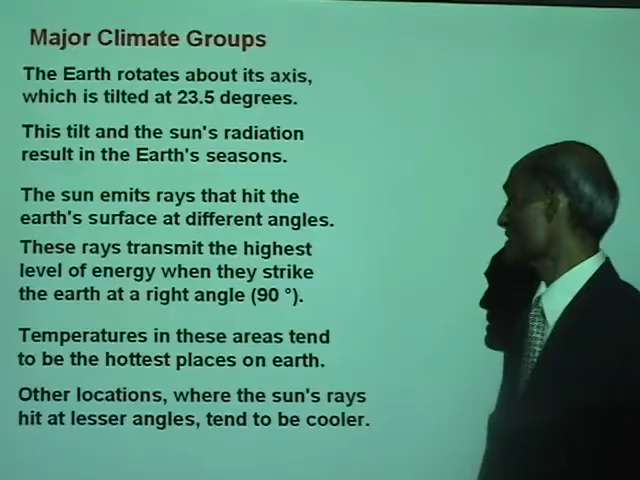 Major Climate Groups
The Earth rotates about its axis,
which is tilted at 23.5 degrees.
This tilt and the sun's radiation
result in the Earth's seasons.
The sun emits rays that hit the
earth's surface at different angles.
These rays transmit the highest
level of energy when they strike
the earth at a right angle (90 °).
Temperatures in these areas tend
to be the hottest places on earth.
Other locations, where the sun's rays
hit at lesser angles, tend to be cooler.